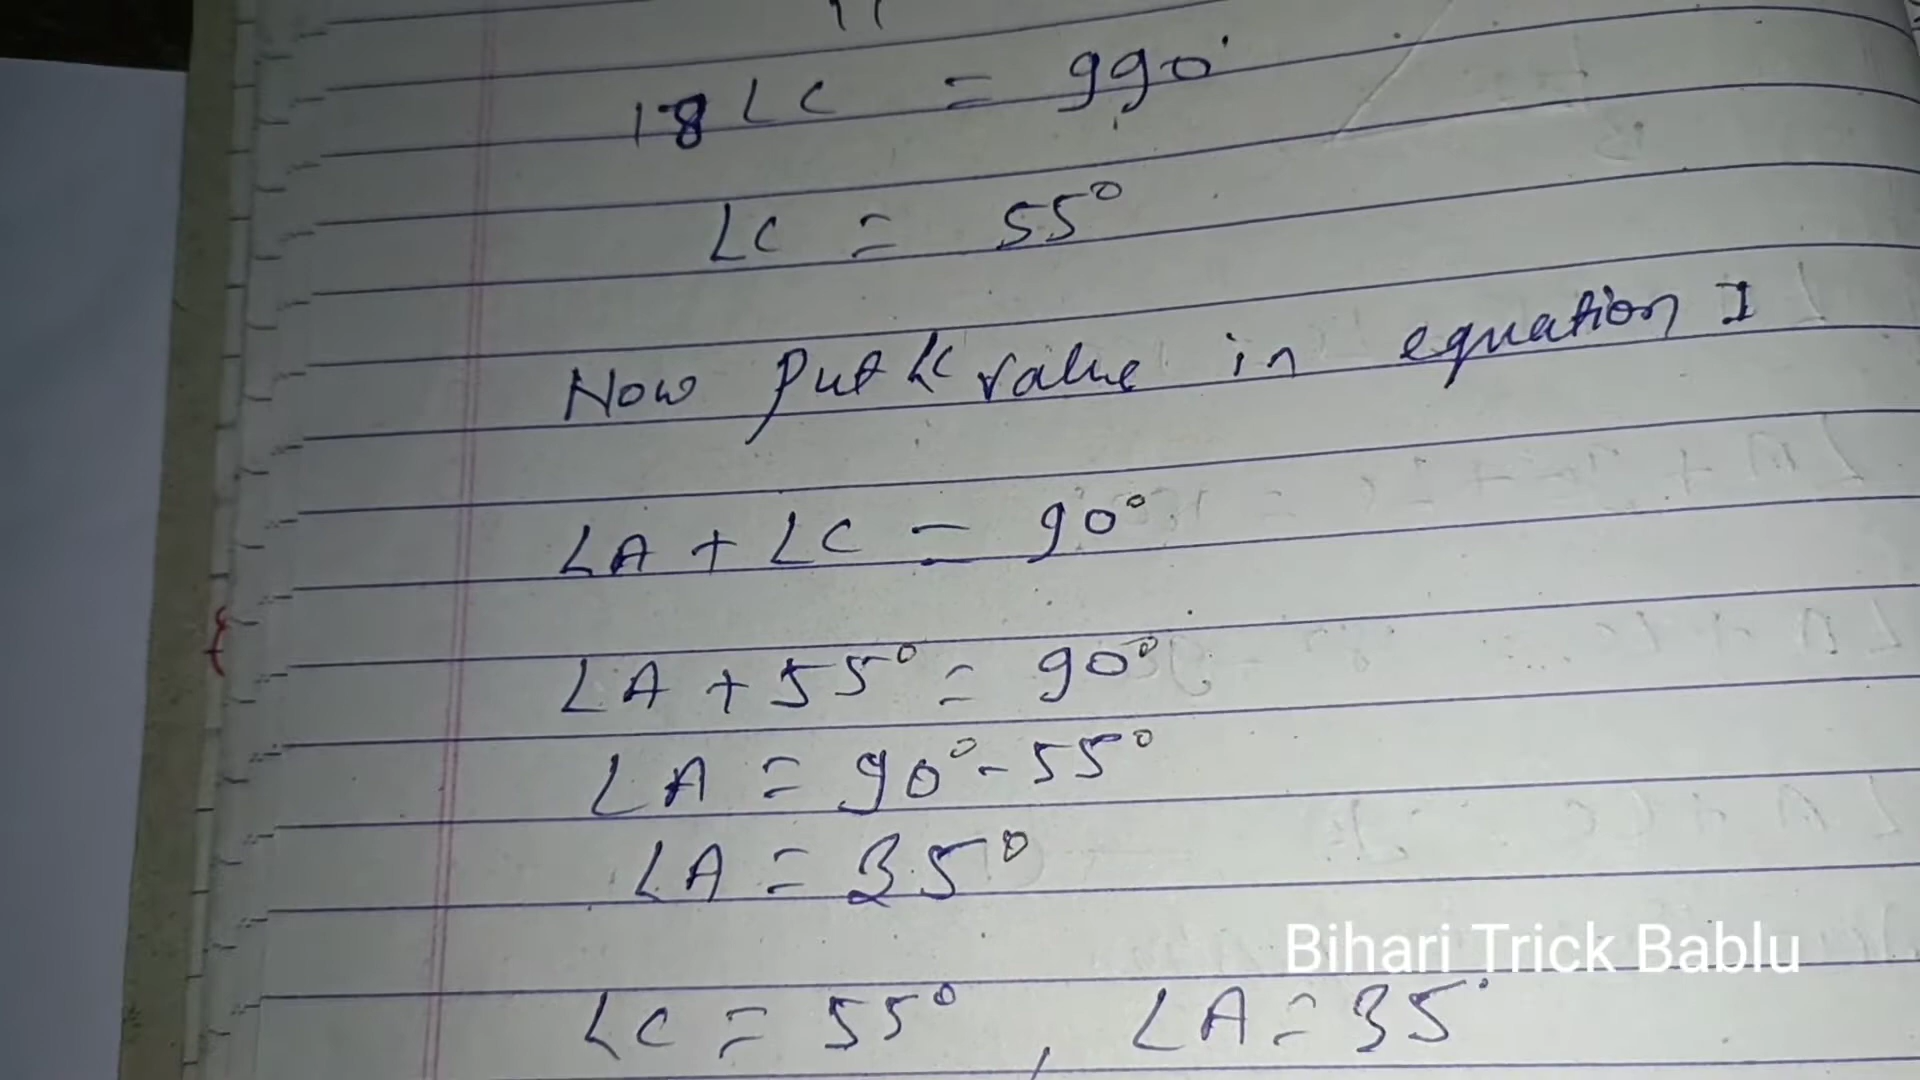 18 ∠C = 990°
∠C = 55°
Now put ∠C value in equation I
∠A + ∠C = 90°
∠A + 55° = 90°
∠A = 90° - 55°
∠A = 35°
Bihari Trick Bablu
∠C = 55°, ∠A = 35°